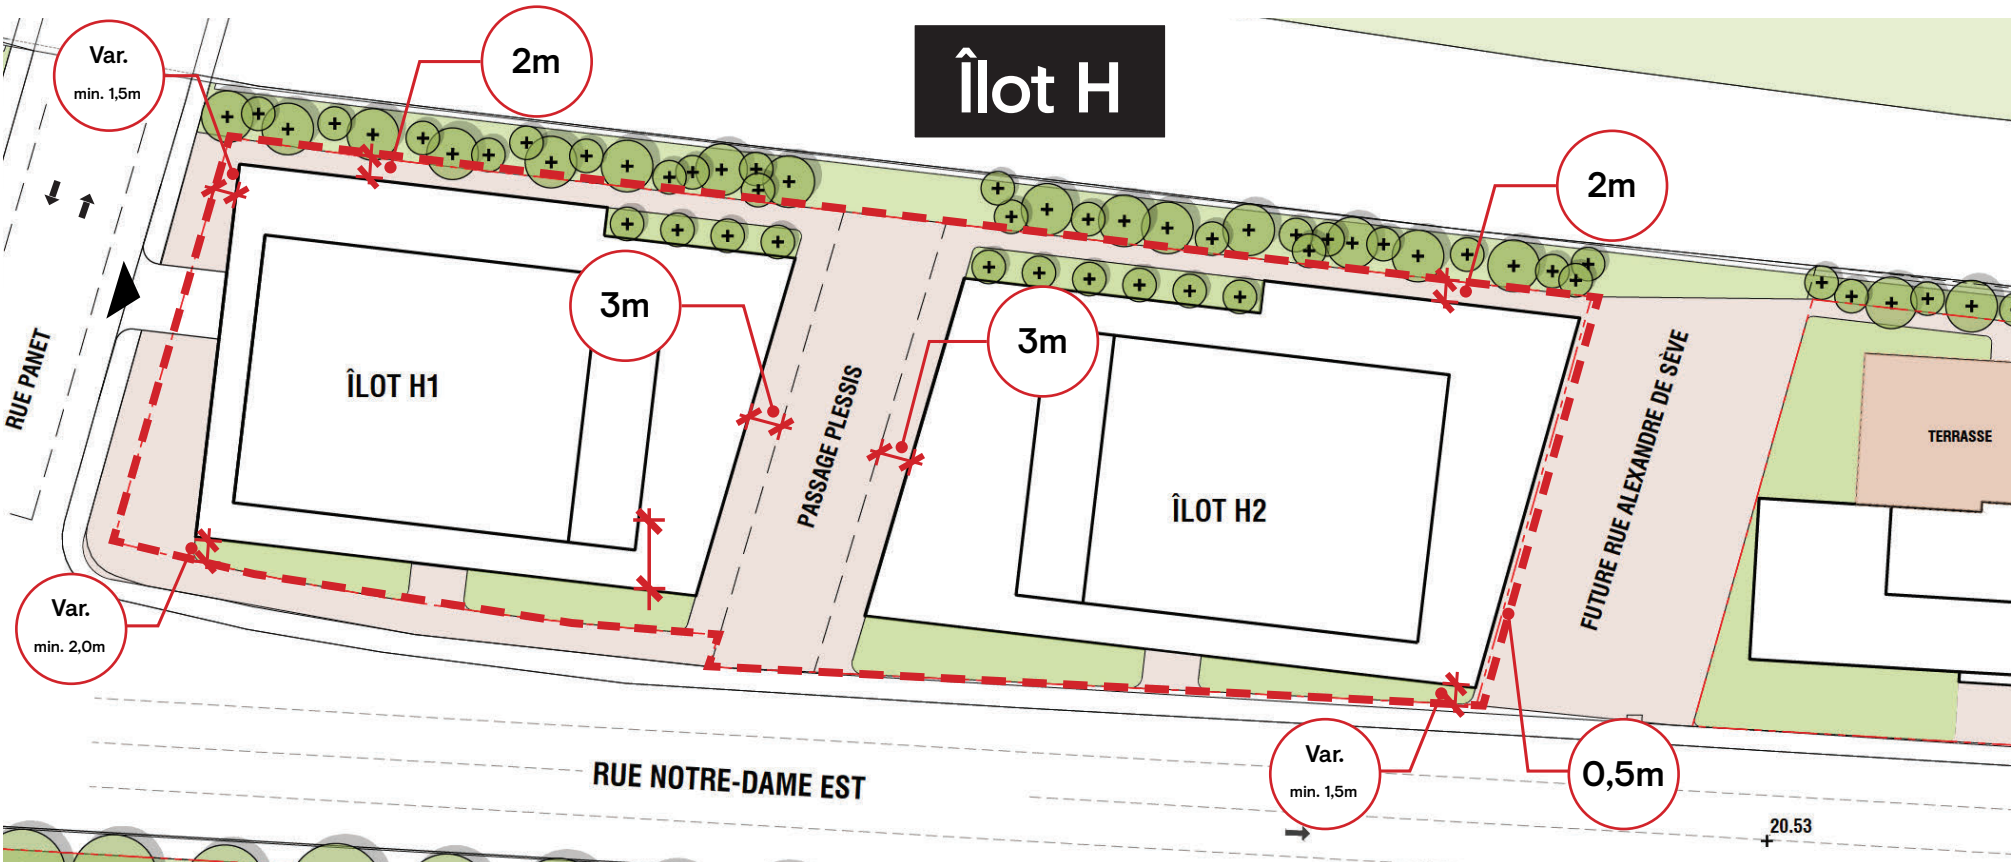 Îlot H
Var.
min. 1,5m
2m
2m
3m
3m
RUE PANET
ÎLOT H1
PASSAGE PLESSIS
ÎLOT H2
FUTURE RUE ALEXANDRE DE SÈVE
TERRASSE
Var.
min. 2,0m
Var.
min. 1,5m
0,5m
RUE NOTRE-DAME EST
20.53